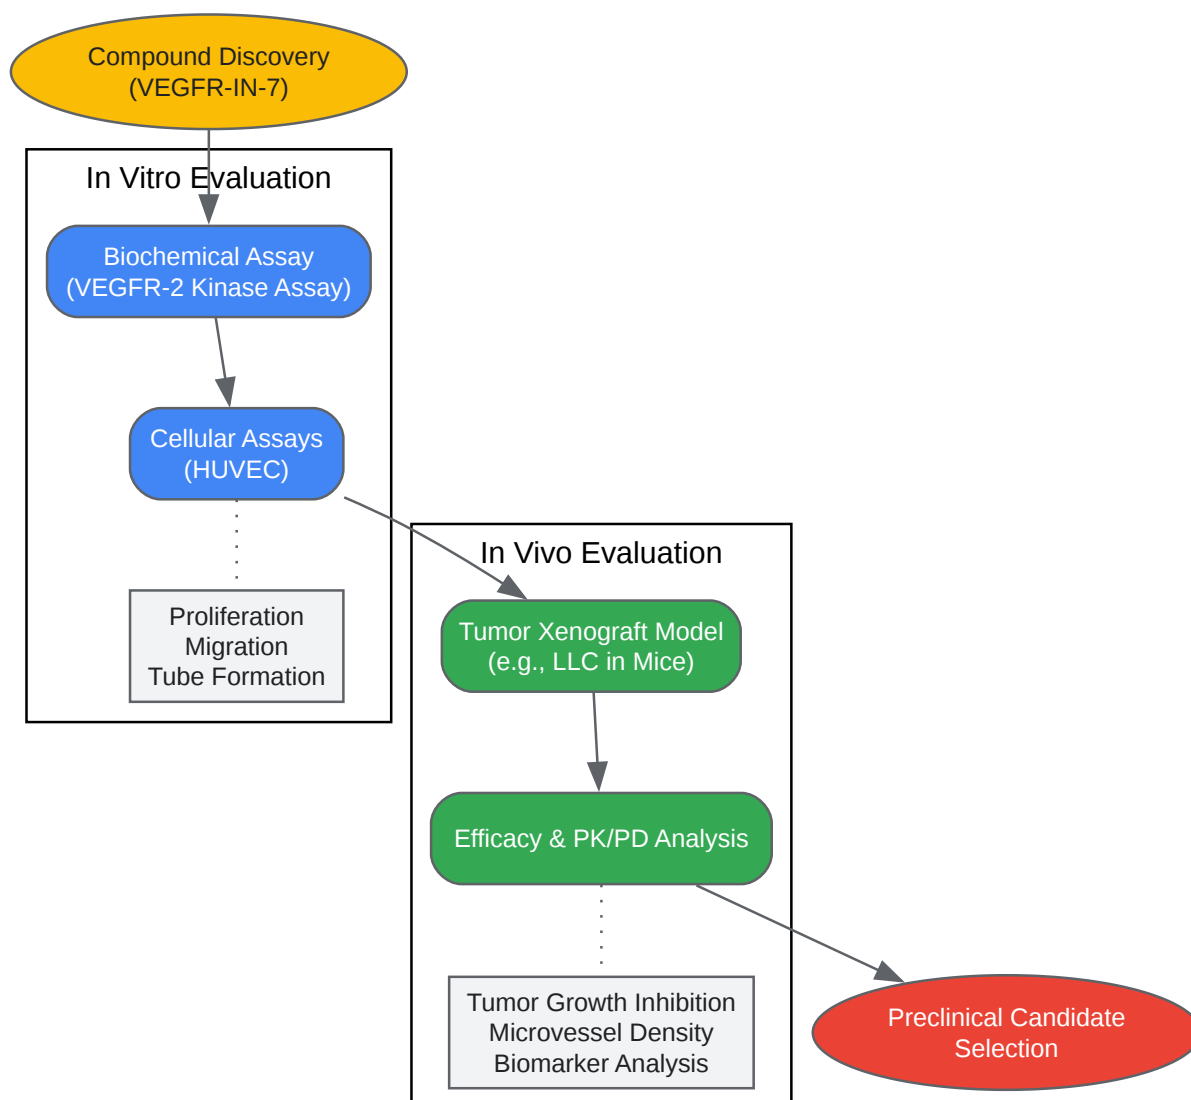 Compound Discovery
(VEGFR-IN-7)
In Vitro Evaluation
Biochemical Assay
(VEGFR-2 Kinase Assay)
Cellular Assays
(HUVEC)
Proliferation
Migration
Tube Formation
In Vivo Evaluation
Tumor Xenograft Model
(e.g., LLC in Mice)
Efficacy & PK/PD Analysis
Tumor Growth Inhibition
Microvessel Density
Biomarker Analysis
Preclinical Candidate
Selection